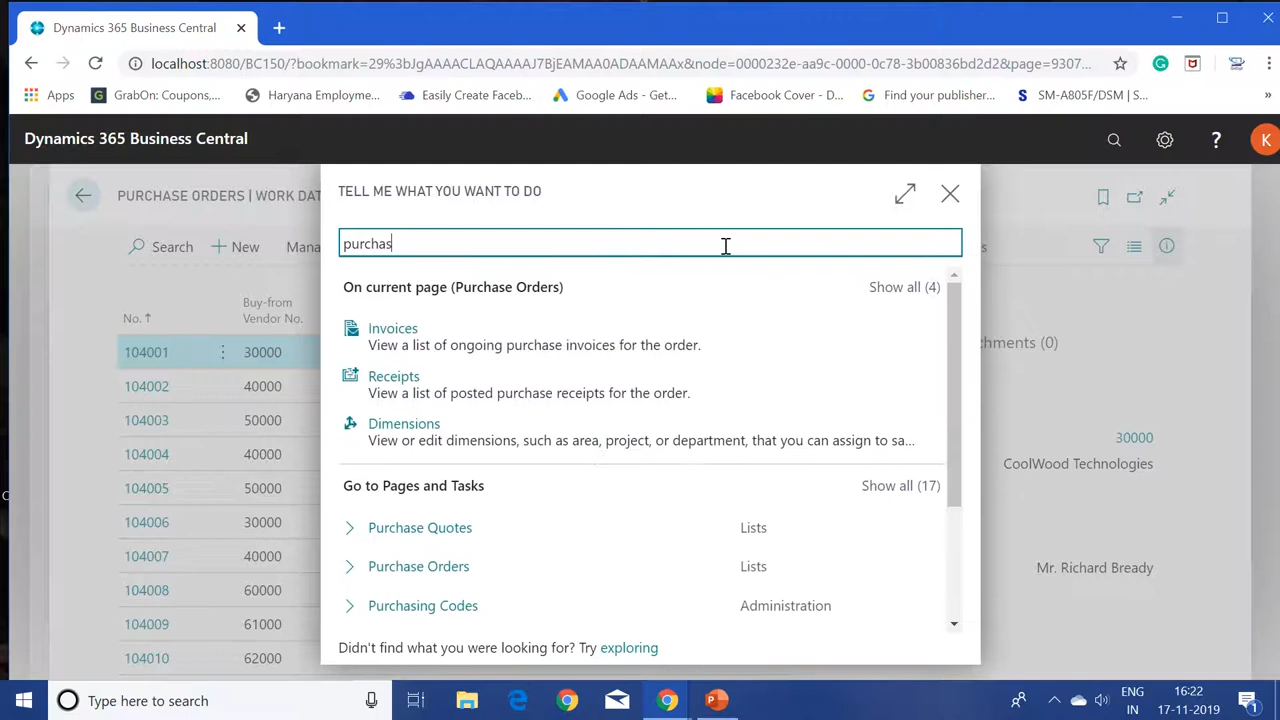 Dynamics 365 Business Central
localhost:8080/BC150/?bookmark=29%3bJgAAAACLAQAAAAJ7BjEAMAA0ADAAMAAx&node=0000232e-aa9c-0000-0c78-3b00836bd2d2&page=9307...
Apps GrabOn: Coupons,... Haryana Employme... Easily Create Faceb... Google Ads - Get... Facebook Cover - D... Find your publisher... SM-A805F/DSM | S... »
Dynamics 365 Business Central ? K
PURCHASE ORDERS | WORK DAT
TELL ME WHAT YOU WANT TO DO
Search + New Mana
purchas
On current page (Purchase Orders) Show all (4)
No. ↑ Buy-from
Vendor No.
Invoices
View a list of ongoing purchase invoices for the order.
hments (0)
104001 30000
Receipts
View a list of posted purchase receipts for the order.
104002 40000
Dimensions
View or edit dimensions, such as area, project, or department, that you can assign to sa...
104003 50000
30000
104004 40000
CoolWood Technologies
Go to Pages and Tasks Show all (17)
104005 50000
Purchase Quotes Lists
104006 30000
Purchase Orders Lists
104007 40000
Mr. Richard Bready
Purchasing Codes Administration
104008 60000
104009 61000
Didn't find what you were looking for? Try exploring
104010 62000
Type here to search
ENG
IN
16:22
17-11-2019
1